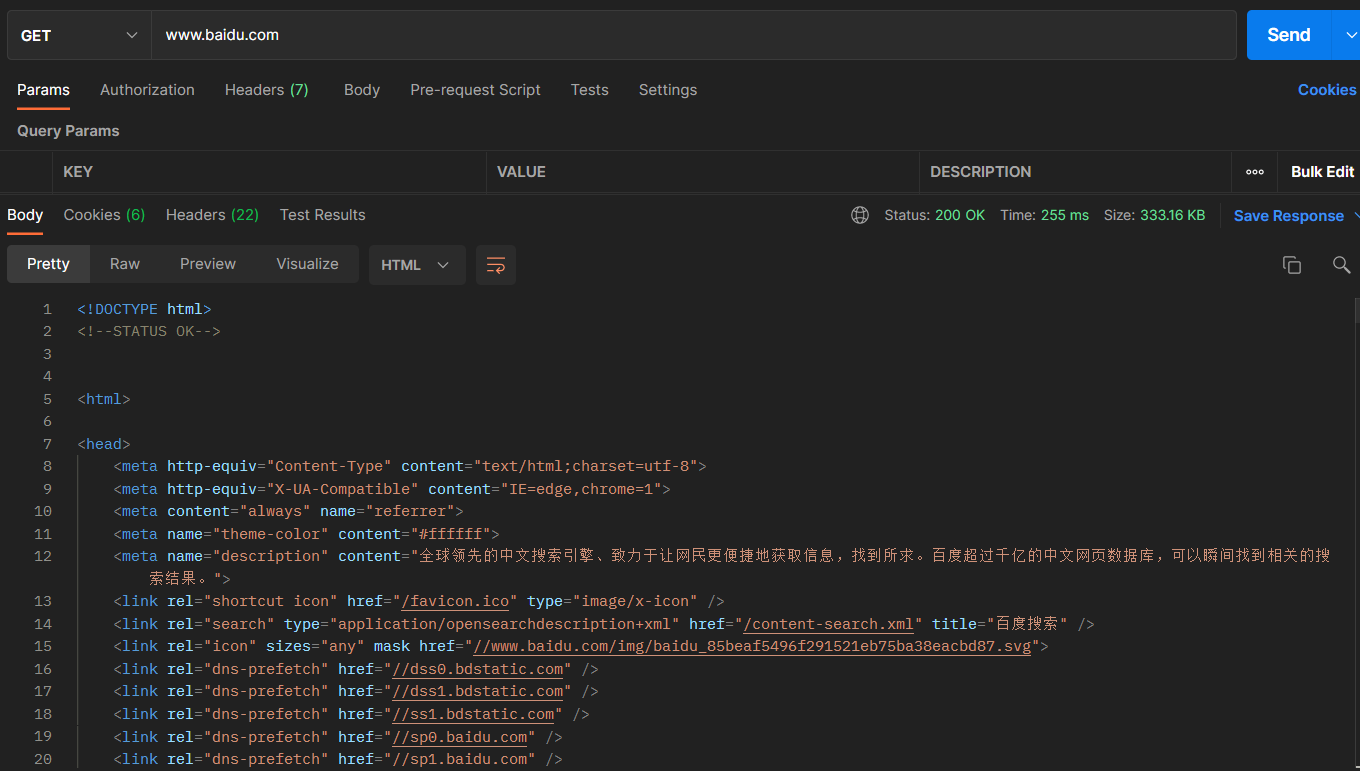 GET www.baidu.com Send
Params Authorization Headers (7) Body Pre-request Script Tests Settings Cookies
Query Params
KEY VALUE DESCRIPTION ooo Bulk Edit
Body Cookies (6) Headers (22) Test Results Status: 200 OK Time: 255 ms Size: 333.16 KB Save Response
Pretty Raw Preview Visualize HTML
1 <!DOCTYPE html>
2 <!--STATUS OK-->
3
4
5 <html>
6
7 <head>
8 <meta http-equiv="Content-Type" content="text/html;charset=utf-8">
9 <meta http-equiv="X-UA-Compatible" content="IE=edge,chrome=1">
10 <meta content="always" name="referrer">
11 <meta name="theme-color" content="#ffffff">
12 <meta name="description" content="全球领先的中文搜索引擎、致力于让网民更便捷地获取信息，找到所求。百度超过千亿的中文网页数据库，可以瞬间找到相关的搜
索结果。">
13 <link rel="shortcut icon" href="/favicon.ico" type="image/x-icon" />
14 <link rel="search" type="application/opensearchdescription+xml" href="/content-search.xml" title="百度搜索" />
15 <link rel="icon" sizes="any" mask href="//www.baidu.com/img/baidu_85beaf5496f291521eb75ba38eacbd87.svg">
16 <link rel="dns-prefetch" href="//dss0.bdstatic.com" />
17 <link rel="dns-prefetch" href="//dss1.bdstatic.com" />
18 <link rel="dns-prefetch" href="//ss1.bdstatic.com" />
19 <link rel="dns-prefetch" href="//sp0.baidu.com" />
20 <link rel="dns-prefetch" href="//sp1.baidu.com" />